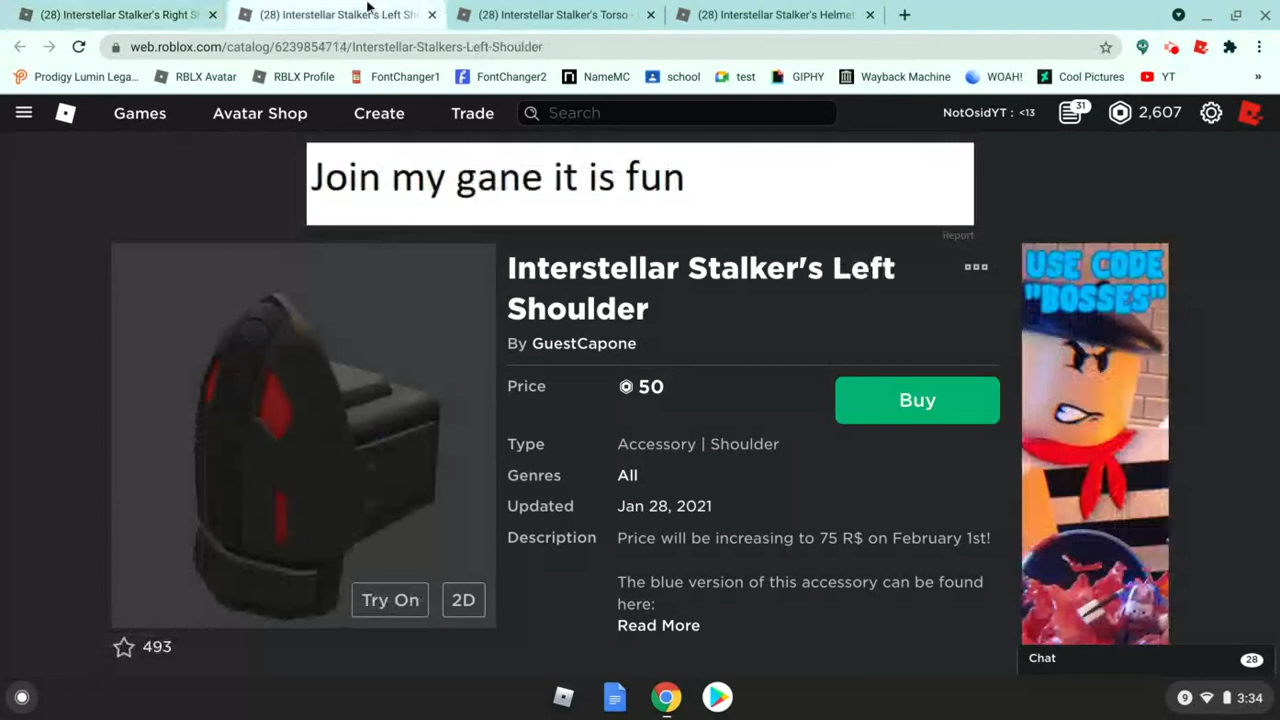 (28) Interstellar Stalker's Right Sh
(28) Interstellar Stalker's Left Sh
(28) Interstellar Stalker's Torso -
(28) Interstellar Stalker's Helmet
web.roblox.com/catalog/6239854714/Interstellar-Stalkers-Left-Shoulder
Prodigy Lumin Lega... RBLX Avatar RBLX Profile FontChanger1 FontChanger2 NameMC school test GIPHY Wayback Machine WOAH! Cool Pictures YT »
Games Avatar Shop Create Trade Search NotOsidYT : <13 31 2,607
Join my gane it is fun
Report
Interstellar Stalker's Left
Shoulder
By GuestCapone
Price 50 Buy
Type Accessory | Shoulder
Genres All
Updated Jan 28, 2021
Description Price will be increasing to 75 R$ on February 1st!
The blue version of this accessory can be found
here:
Read More
Try On 2D
493
USE CODE
"BOSSES"
Chat 28
9 3:34